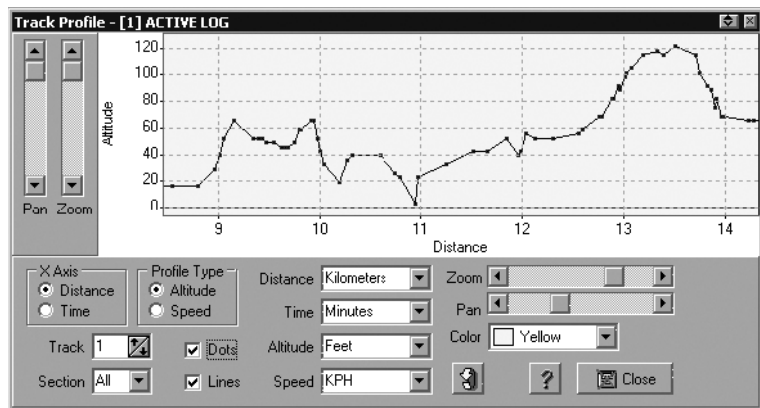 Track Profile - [1] ACTIVE LOG
120
100
80
60
40
20
0
Altitude
Pan Zoom
9 10 11 12 13 14
Distance
X Axis
Distance
Time
Profile Type
Altitude
Speed
Distance Kilometers
Time Minutes
Altitude Feet
Speed KPH
Zoom
Pan
Color Yellow
Track 1
Section All
Dots
Lines
?
Close